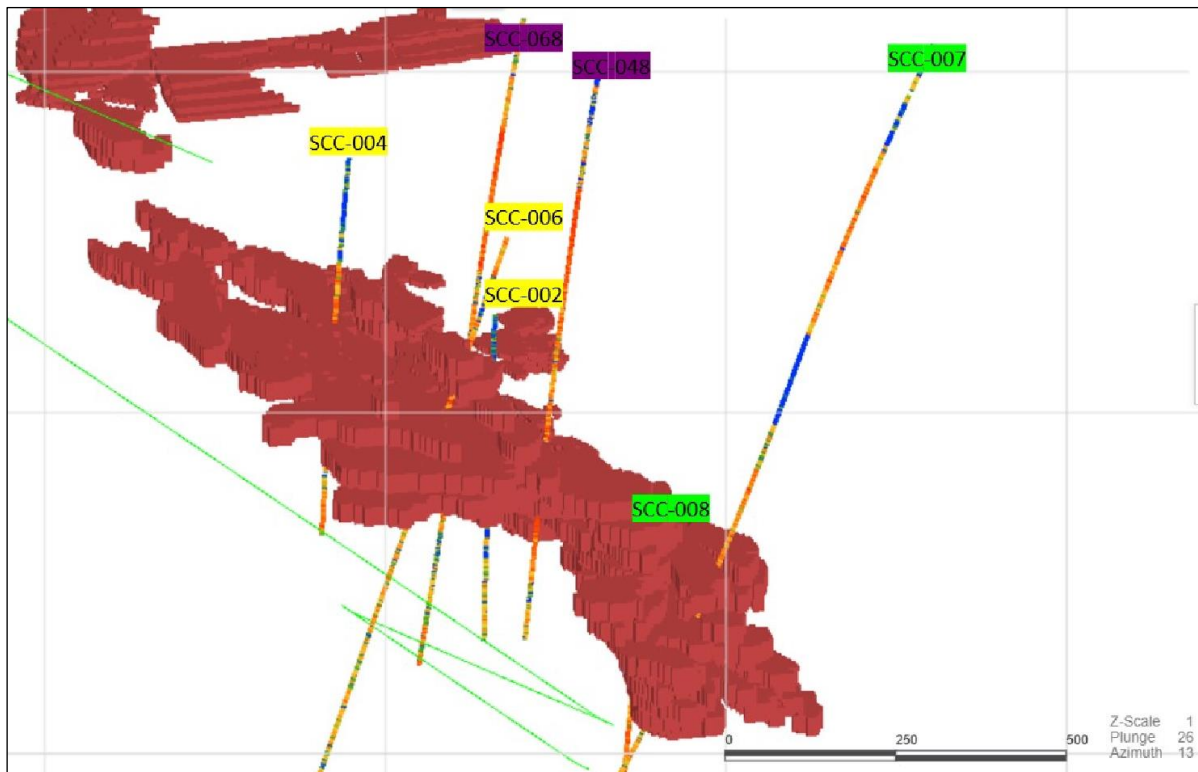 SCC-068
SCC-048
SCC-007
SCC-004
SCC-006
SCC-002
SCC-008
Z-Scale 1
Plunge 26
Azimuth 13
0 250 500